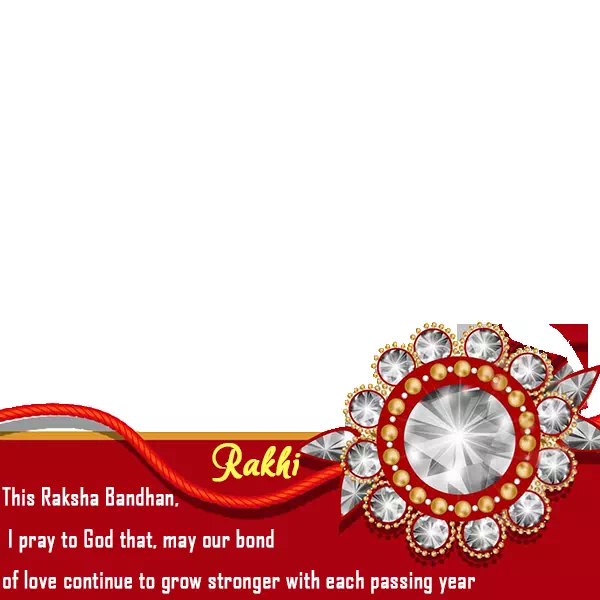 Rakhi
This Raksha Bandhan,
I pray to God that, may our bond
of love continue to grow stronger with each passing year